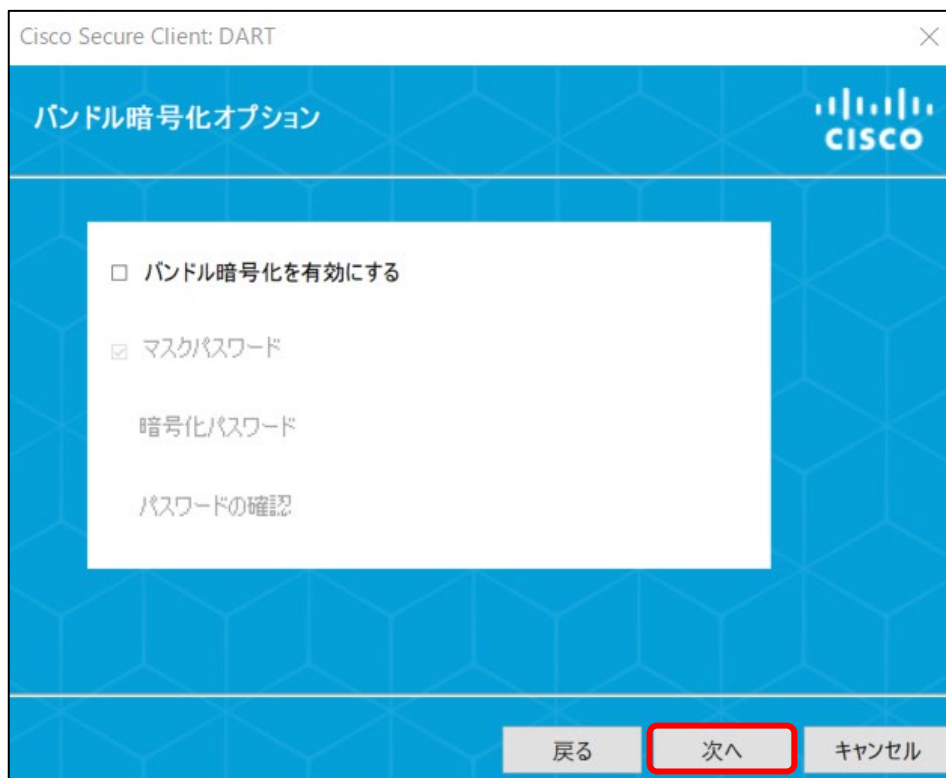 Cisco Secure Client: DART
バンドル暗号化オプション
CISCO
バンドル暗号化を有効にする
マスクパスワード
暗号化パスワード
パスワードの確認
戻る 次へ キャンセル